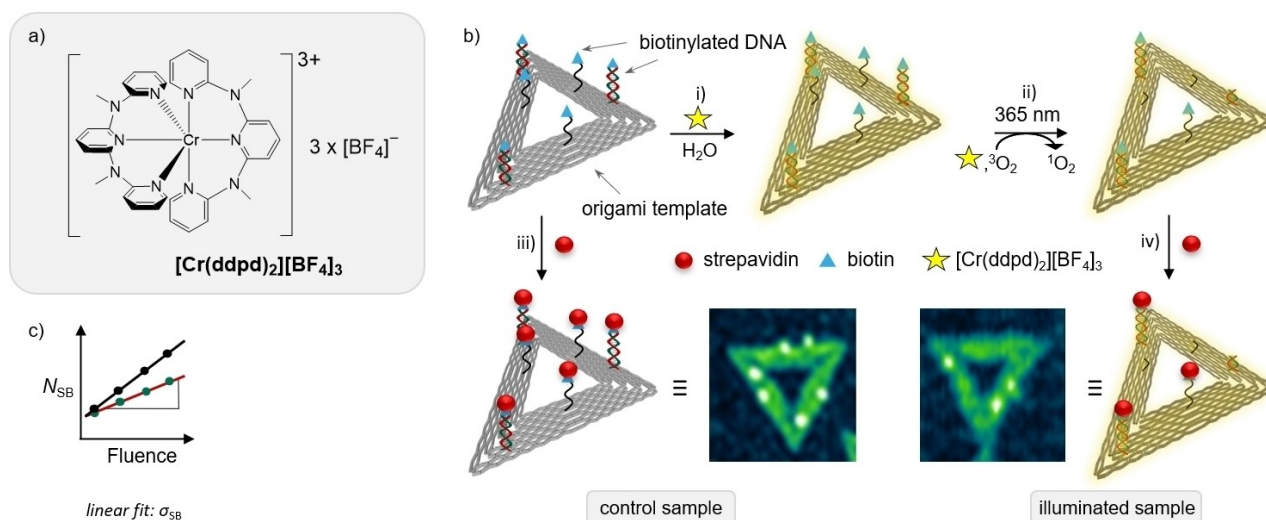 a)
3+
N
N
N
N
N
Cr
N
N
N
N
N
3 x [BF4]⁻
[Cr(ddpd)2][BF4]3
b)
biotinylated DNA
i)
H2O
ii)
365 nm
,³O2
¹O2
origami template
iii)
iv)
strepavidin
biotin
[Cr(ddpd)2][BF4]3
≡
≡
control sample
illuminated sample
c)
NSB
Fluence
linear fit: σSB